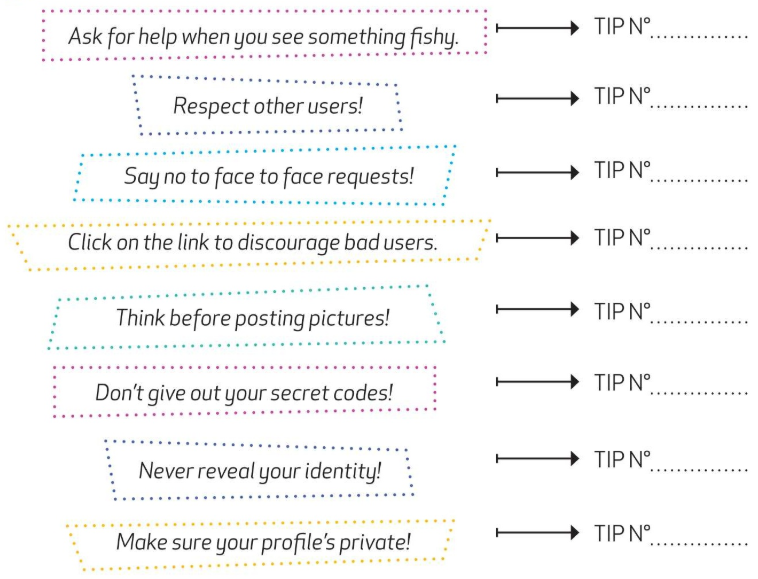 Ask for help when you see something fishy. TIP N°...............
Respect other users! TIP N°...............
Say no to face to face requests! TIP N°...............
Click on the link to discourage bad users. TIP N°...............
Think before posting pictures! TIP N°...............
Don't give out your secret codes! TIP N°...............
Never reveal your identity! TIP N°...............
Make sure your profile's private! TIP N°...............